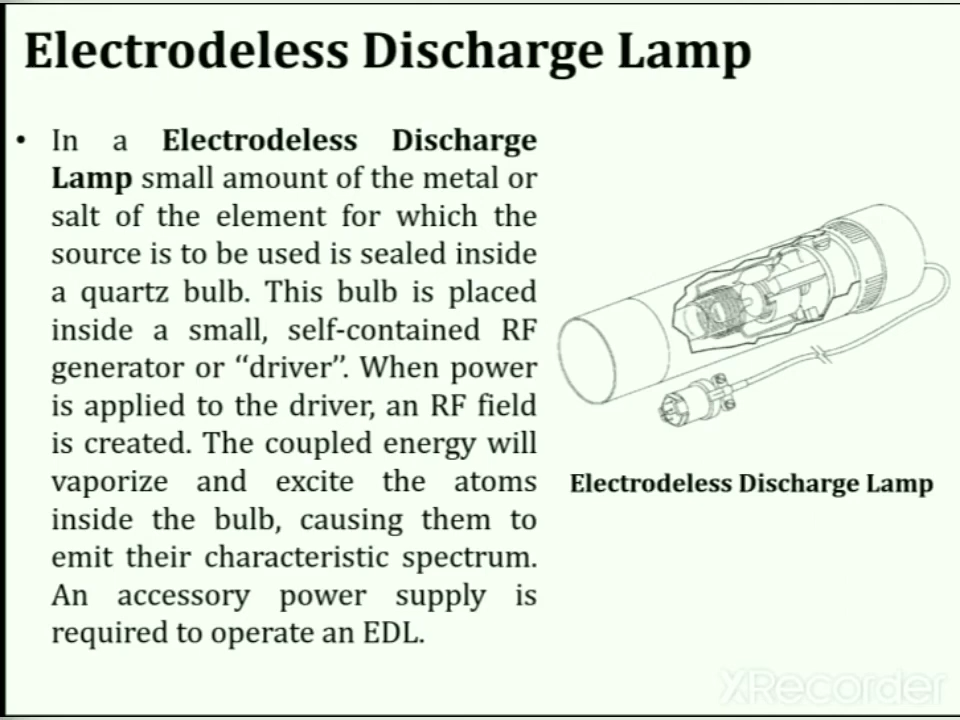 Electrodeless Discharge Lamp
• In a Electrodeless Discharge
Lamp small amount of the metal or
salt of the element for which the
source is to be used is sealed inside
a quartz bulb. This bulb is placed
inside a small, self-contained RF
generator or “driver”. When power
is applied to the driver, an RF field
is created. The coupled energy will
vaporize and excite the atoms
inside the bulb, causing them to
emit their characteristic spectrum.
An accessory power supply is
required to operate an EDL.
Electrodeless Discharge Lamp
XRecorder